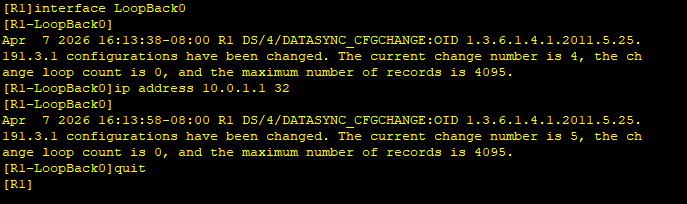 [R1]interface LoopBack0
[R1-LoopBack0]
Apr  7 2026 16:13:38-08:00 R1 DS/4/DATASYNC_CFGCHANGE:OID 1.3.6.1.4.1.2011.5.25.
191.3.1 configurations have been changed. The current change number is 4, the ch
ange loop count is 0, and the maximum number of records is 4095.
[R1-LoopBack0]ip address 10.0.1.1 32
[R1-LoopBack0]
Apr  7 2026 16:13:58-08:00 R1 DS/4/DATASYNC_CFGCHANGE:OID 1.3.6.1.4.1.2011.5.25.
191.3.1 configurations have been changed. The current change number is 5, the ch
ange loop count is 0, and the maximum number of records is 4095.
[R1-LoopBack0]quit
[R1]